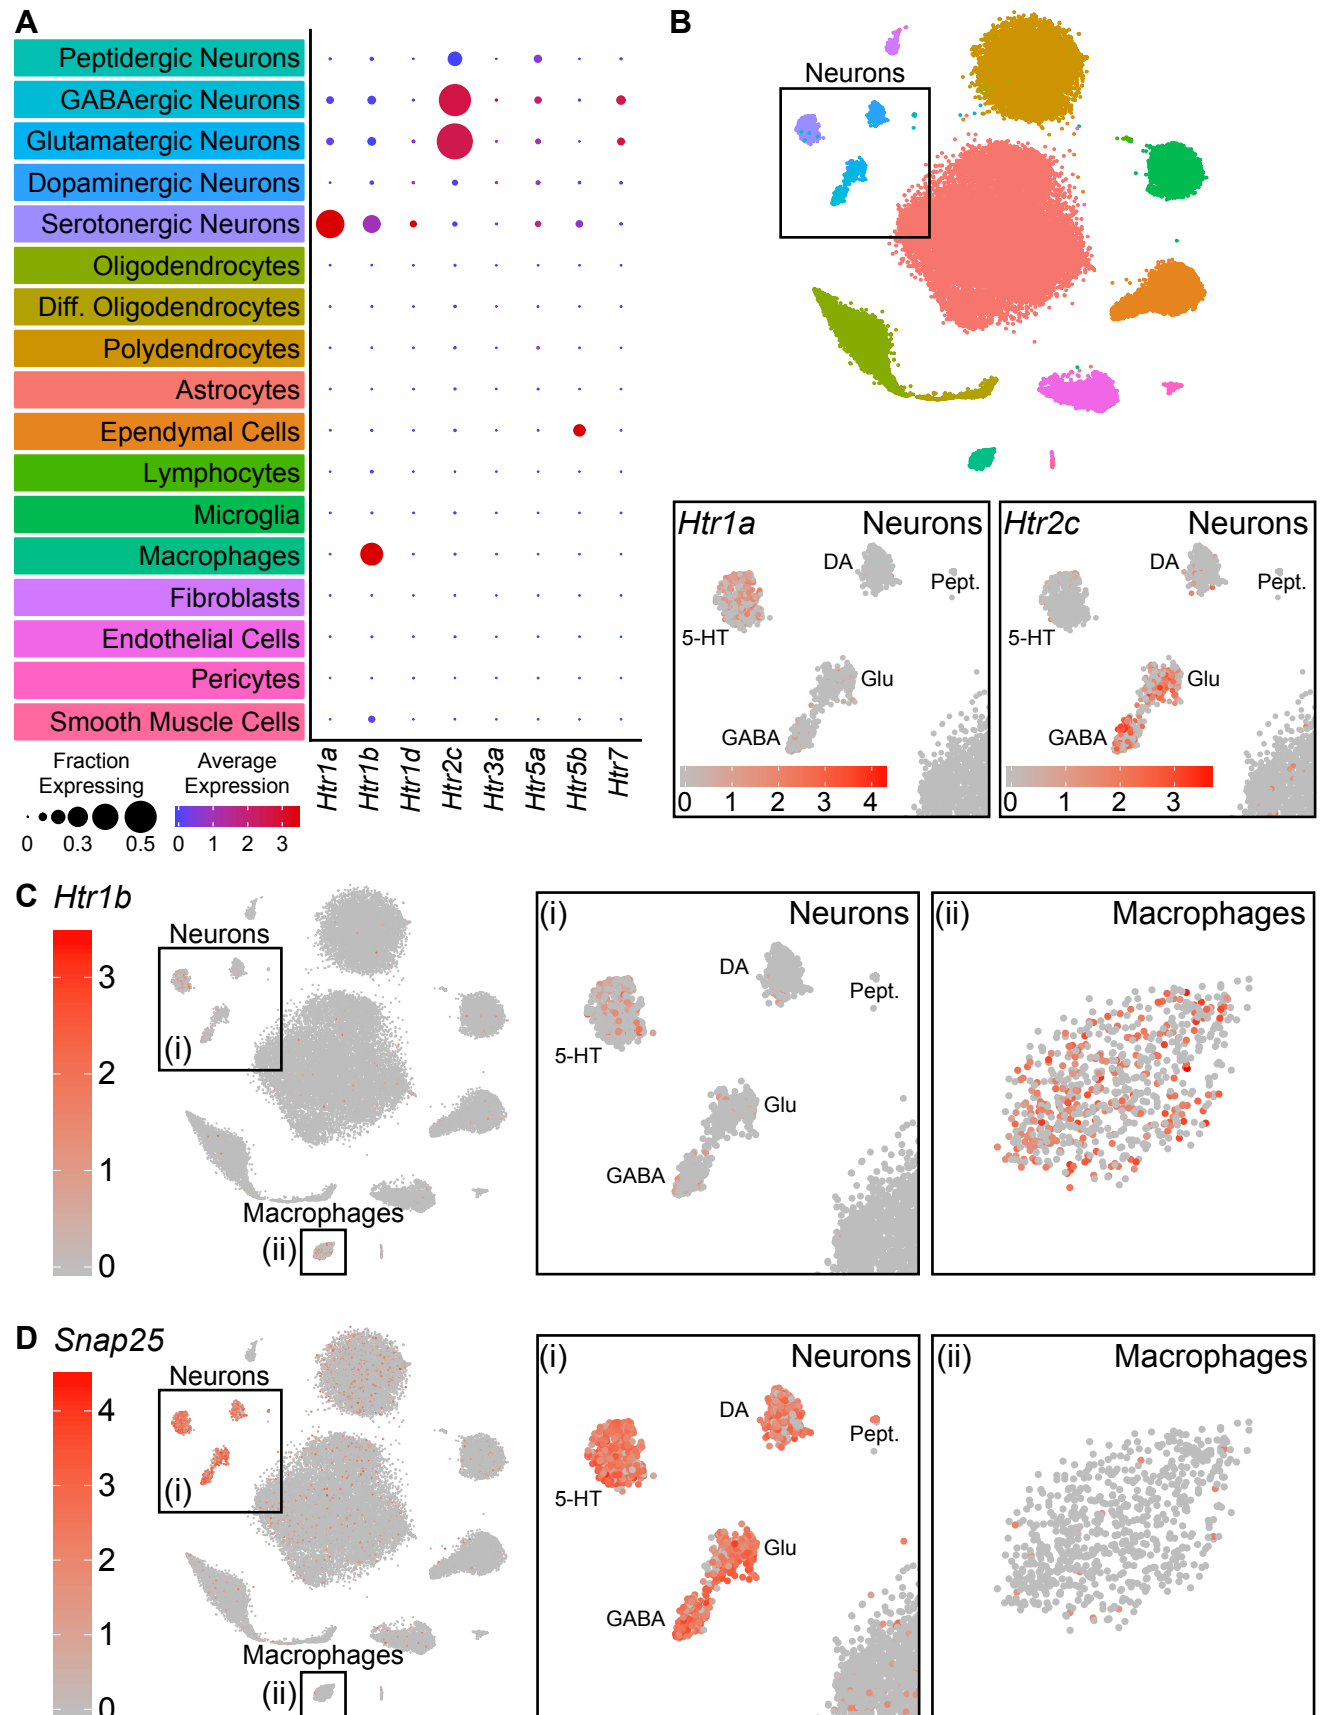 A
Peptidergic Neurons
GABAergic Neurons
Glutamatergic Neurons
Dopaminergic Neurons
Serotonergic Neurons
Oligodendrocytes
Diff. Oligodendrocytes
Polydendrocytes
Astrocytes
Ependymal Cells
Lymphocytes
Microglia
Macrophages
Fibroblasts
Endothelial Cells
Pericytes
Smooth Muscle Cells
Htr1a
Htr1b
Htr1d
Htr2c
Htr3a
Htr5a
Htr5b
Htr7
Fraction
Expressing
0 0.3 0.5
Average
Expression
0 1 2 3
B
Neurons
Htr1a Neurons
DA
Pept.
5-HT
Glu
GABA
0 1 2 3 4
Htr2c Neurons
DA
Pept.
5-HT
Glu
GABA
0 1 2 3
C Htr1b
3
2
1
0
Neurons
(i)
Macrophages
(ii)
(i) Neurons
DA
Pept.
5-HT
Glu
GABA
(ii) Macrophages
D Snap25
4
3
2
1
0
Neurons
(i)
Macrophages
(ii)
(i) Neurons
DA
Pept.
5-HT
Glu
GABA
(ii) Macrophages